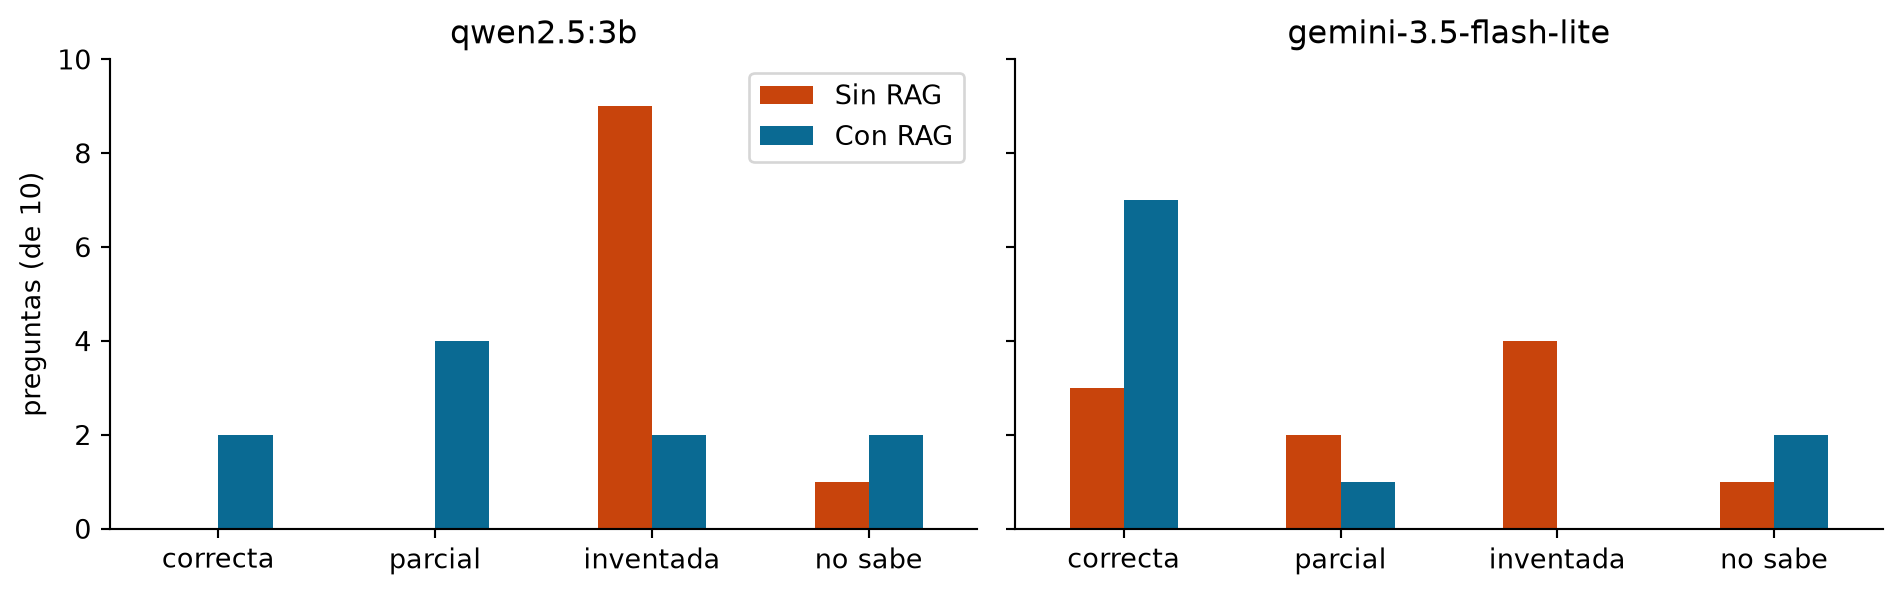 qwen2.5:3b
gemini-3.5-flash-lite
preguntas (de 10)
10
8
6
4
2
0
Sin RAG
Con RAG
correcta
parcial
inventada
no sabe
correcta
parcial
inventada
no sabe